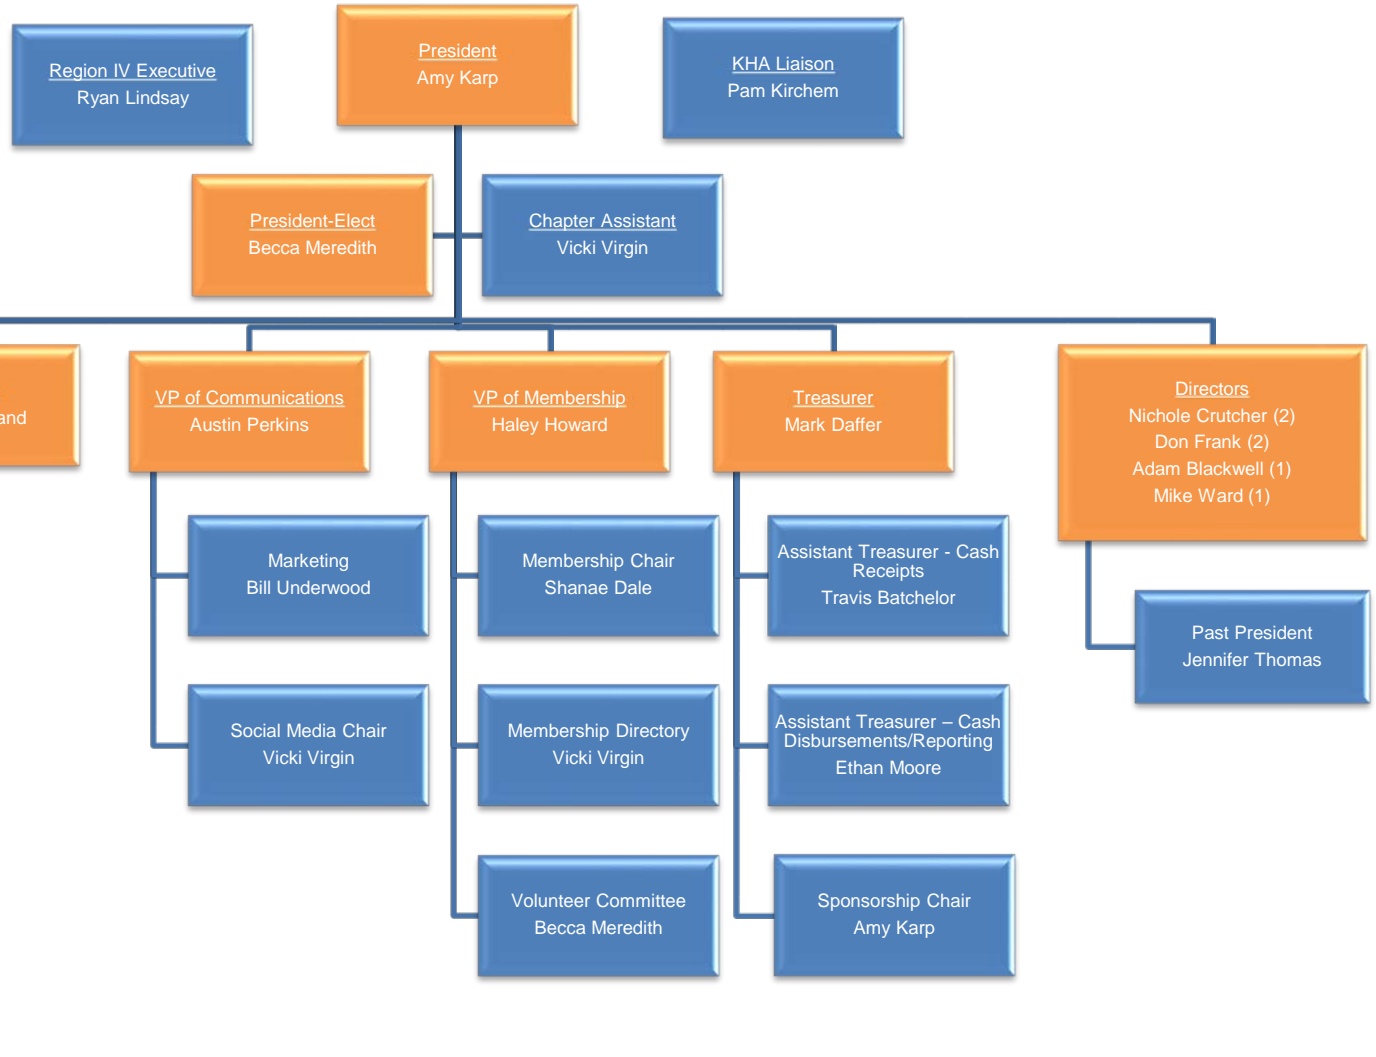 President
Amy Karp
Region IV Executive
Ryan Lindsay
KHA Liaison
Pam Kirchem
President-Elect
Becca Meredith
Chapter Assistant
Vicki Virgin
VP of Communications
Austin Perkins
VP of Membership
Haley Howard
Treasurer
Mark Daffer
Directors
Nichole Crutcher (2)
Don Frank (2)
Adam Blackwell (1)
Mike Ward (1)
Marketing
Bill Underwood
Social Media Chair
Vicki Virgin
Membership Chair
Shanae Dale
Membership Directory
Vicki Virgin
Volunteer Committee
Becca Meredith
Assistant Treasurer - Cash
Receipts
Travis Batchelor
Assistant Treasurer – Cash
Disbursements/Reporting
Ethan Moore
Sponsorship Chair
Amy Karp
Past President
Jennifer Thomas